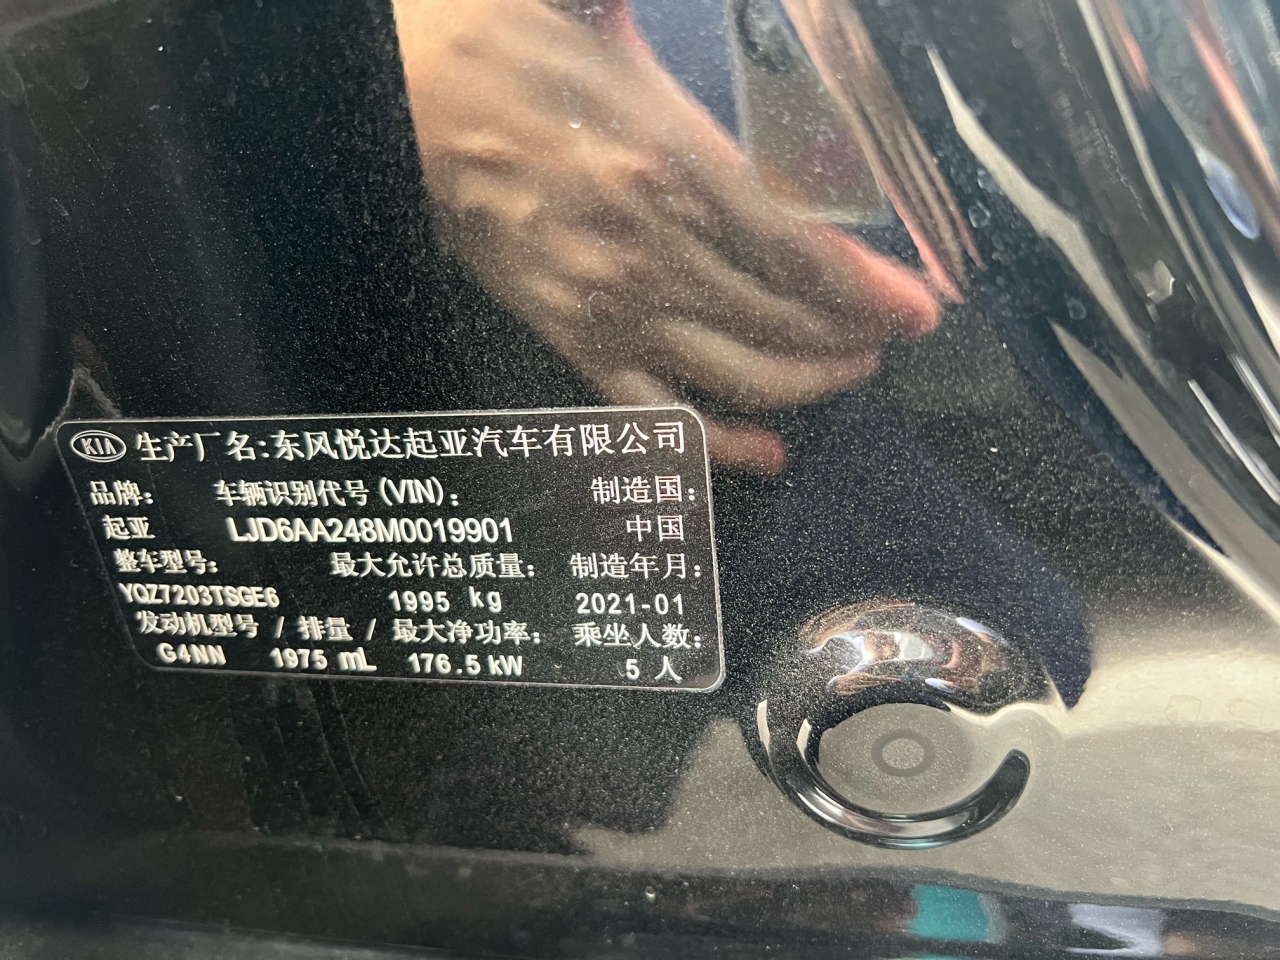 KIA 生产厂名:东风悦达起亚汽车有限公司
品牌: 车辆识别代号(VIN): 制造国:
起亚 LJD6AA248M0019901 中国
整车型号: 最大允许总质量: 制造年月:
YQZ7203TSGE6 1995 kg 2021-01
发动机型号 / 排量 / 最大净功率: 乘坐人数:
G4NN 1975 mL 176.5 kW 5 人